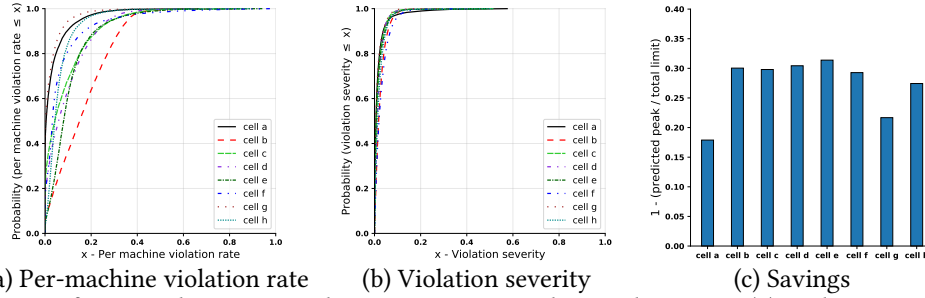 Probability (per machine violation rate ≤ x)
1.0
0.8
0.6
0.4
0.2
0.0
cell a
cell b
cell c
cell d
cell e
cell f
cell g
cell h
0.0 0.2 0.4 0.6 0.8 1.0
x - Per machine violation rate
a) Per-machine violation rate
Probability (violation severity ≤ x)
1.0
0.8
0.6
0.4
0.2
0.0
cell a
cell b
cell c
cell d
cell e
cell f
cell g
cell h
0.0 0.2 0.4 0.6 0.8 1.0
x - Violation severity
(b) Violation severity
1 - (predicted peak / total limit)
0.40
0.35
0.30
0.25
0.20
0.15
0.10
0.05
0.00
cell a cell b cell c cell d cell e cell f cell g cell
(c) Savings